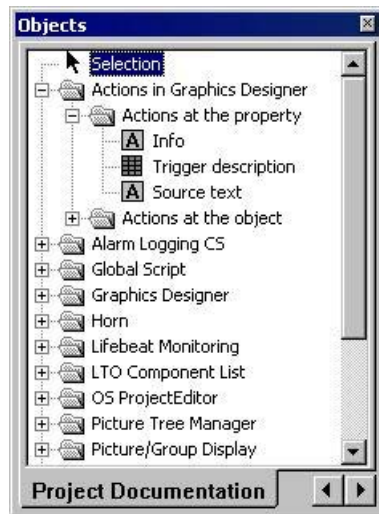 Objects
Selection
Actions in Graphics Designer
Actions at the property
A Info
Trigger description
A Source text
Actions at the object
Alarm Logging CS
Global Script
Graphics Designer
Horn
Lifebeat Monitoring
LTO Component List
OS ProjectEditor
Picture Tree Manager
Picture/Group Display
Project Documentation